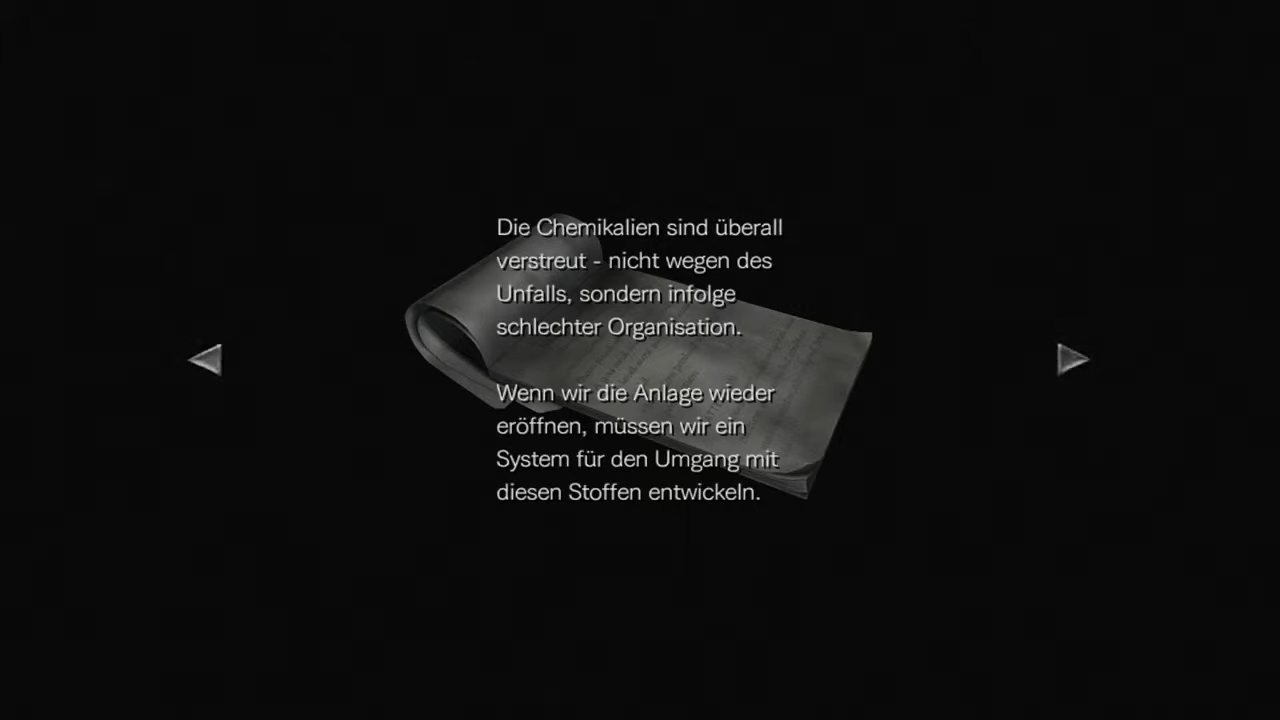 Die Chemikalien sind überall
verstreut - nicht wegen des
Unfalls, sondern infolge
schlechter Organisation.
Wenn wir die Anlage wieder
eröffnen, müssen wir ein
System für den Umgang mit
diesen Stoffen entwickeln.